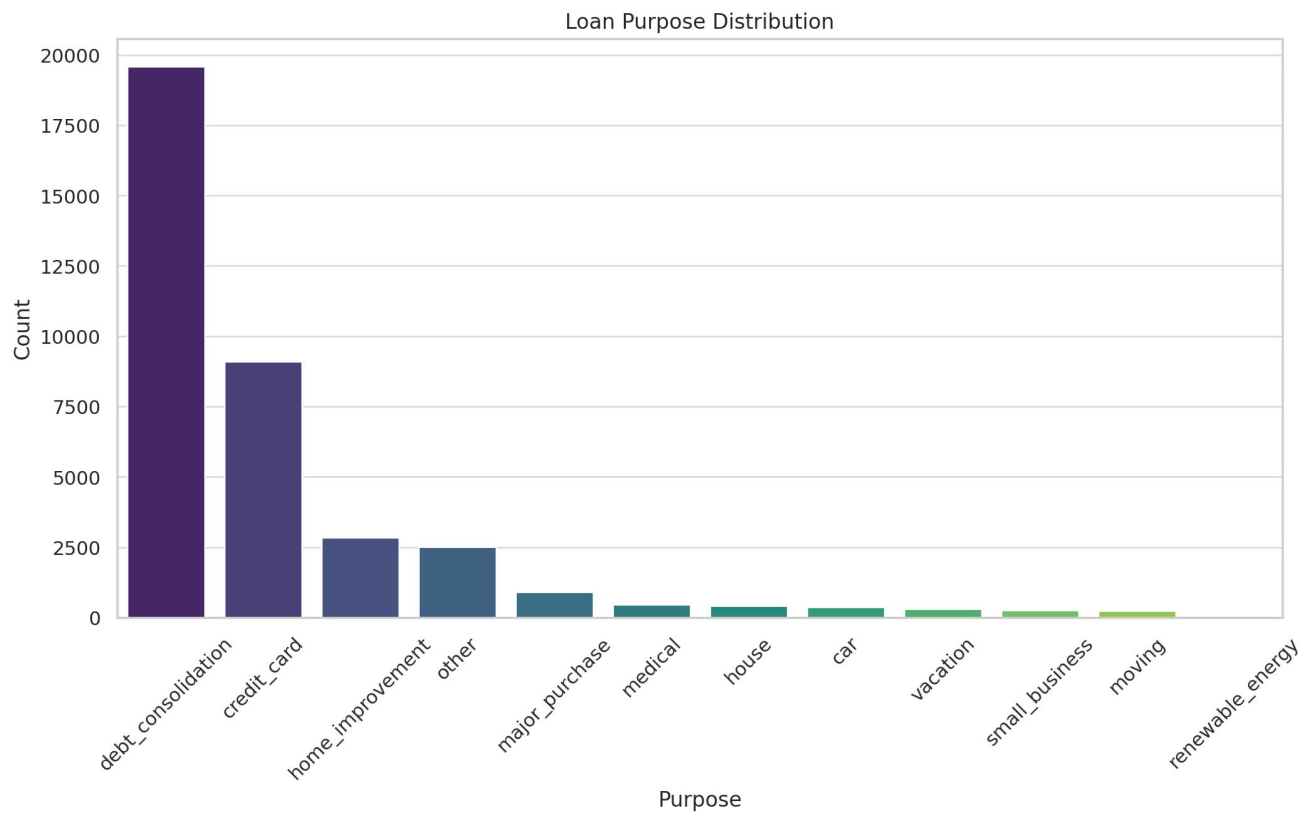 Loan Purpose Distribution
20000
17500
15000
12500
10000
7500
5000
2500
0
Count
debt_consolidation
credit_card
home_improvement
other
major_purchase
medical
house
car
vacation
small_business
moving
renewable_energy
Purpose